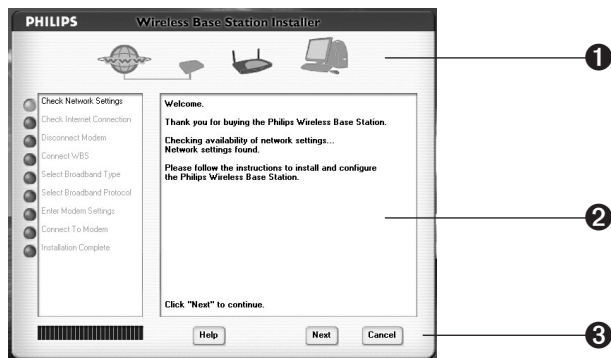 PHILIPS Wireless Base Station Installer
WWW
1
Check Network Settings
Check Internet Connection
Disconnect Modem
Connect WBS
Select Broadband Type
Select Broadband Protocol
Enter Modem Settings
Connect To Modem
Installation Complete
Welcome.
Thank you for buying the Philips Wireless Base Station.
Checking availability of network settings...
Network settings found.
Please follow the instructions to install and configure
the Philips Wireless Base Station.
Click "Next" to continue.
2
Help Next Cancel
3